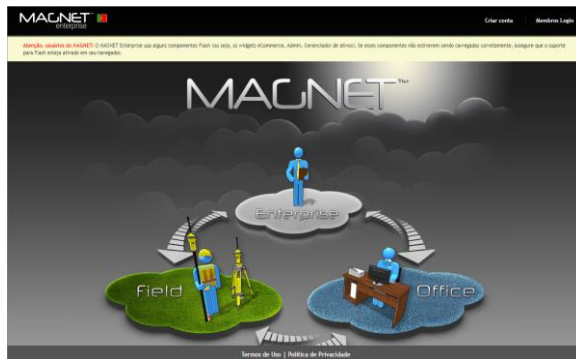 MAGNET
enterprise
Criar conta
Membros Login
Atenção, usuários do MAGNET: O MAGNET Enterprise usa alguns componentes Flash (ou seja, os widgets eCommerce, Admin, Gerenciador de ativos). Se esses componentes não estiverem sendo carregados corretamente, assegure que o suporte
para Flash esteja ativado em seu navegador.
MAGNET
Enterprise
Field
Office
Termos de Uso | Política de Privacidade